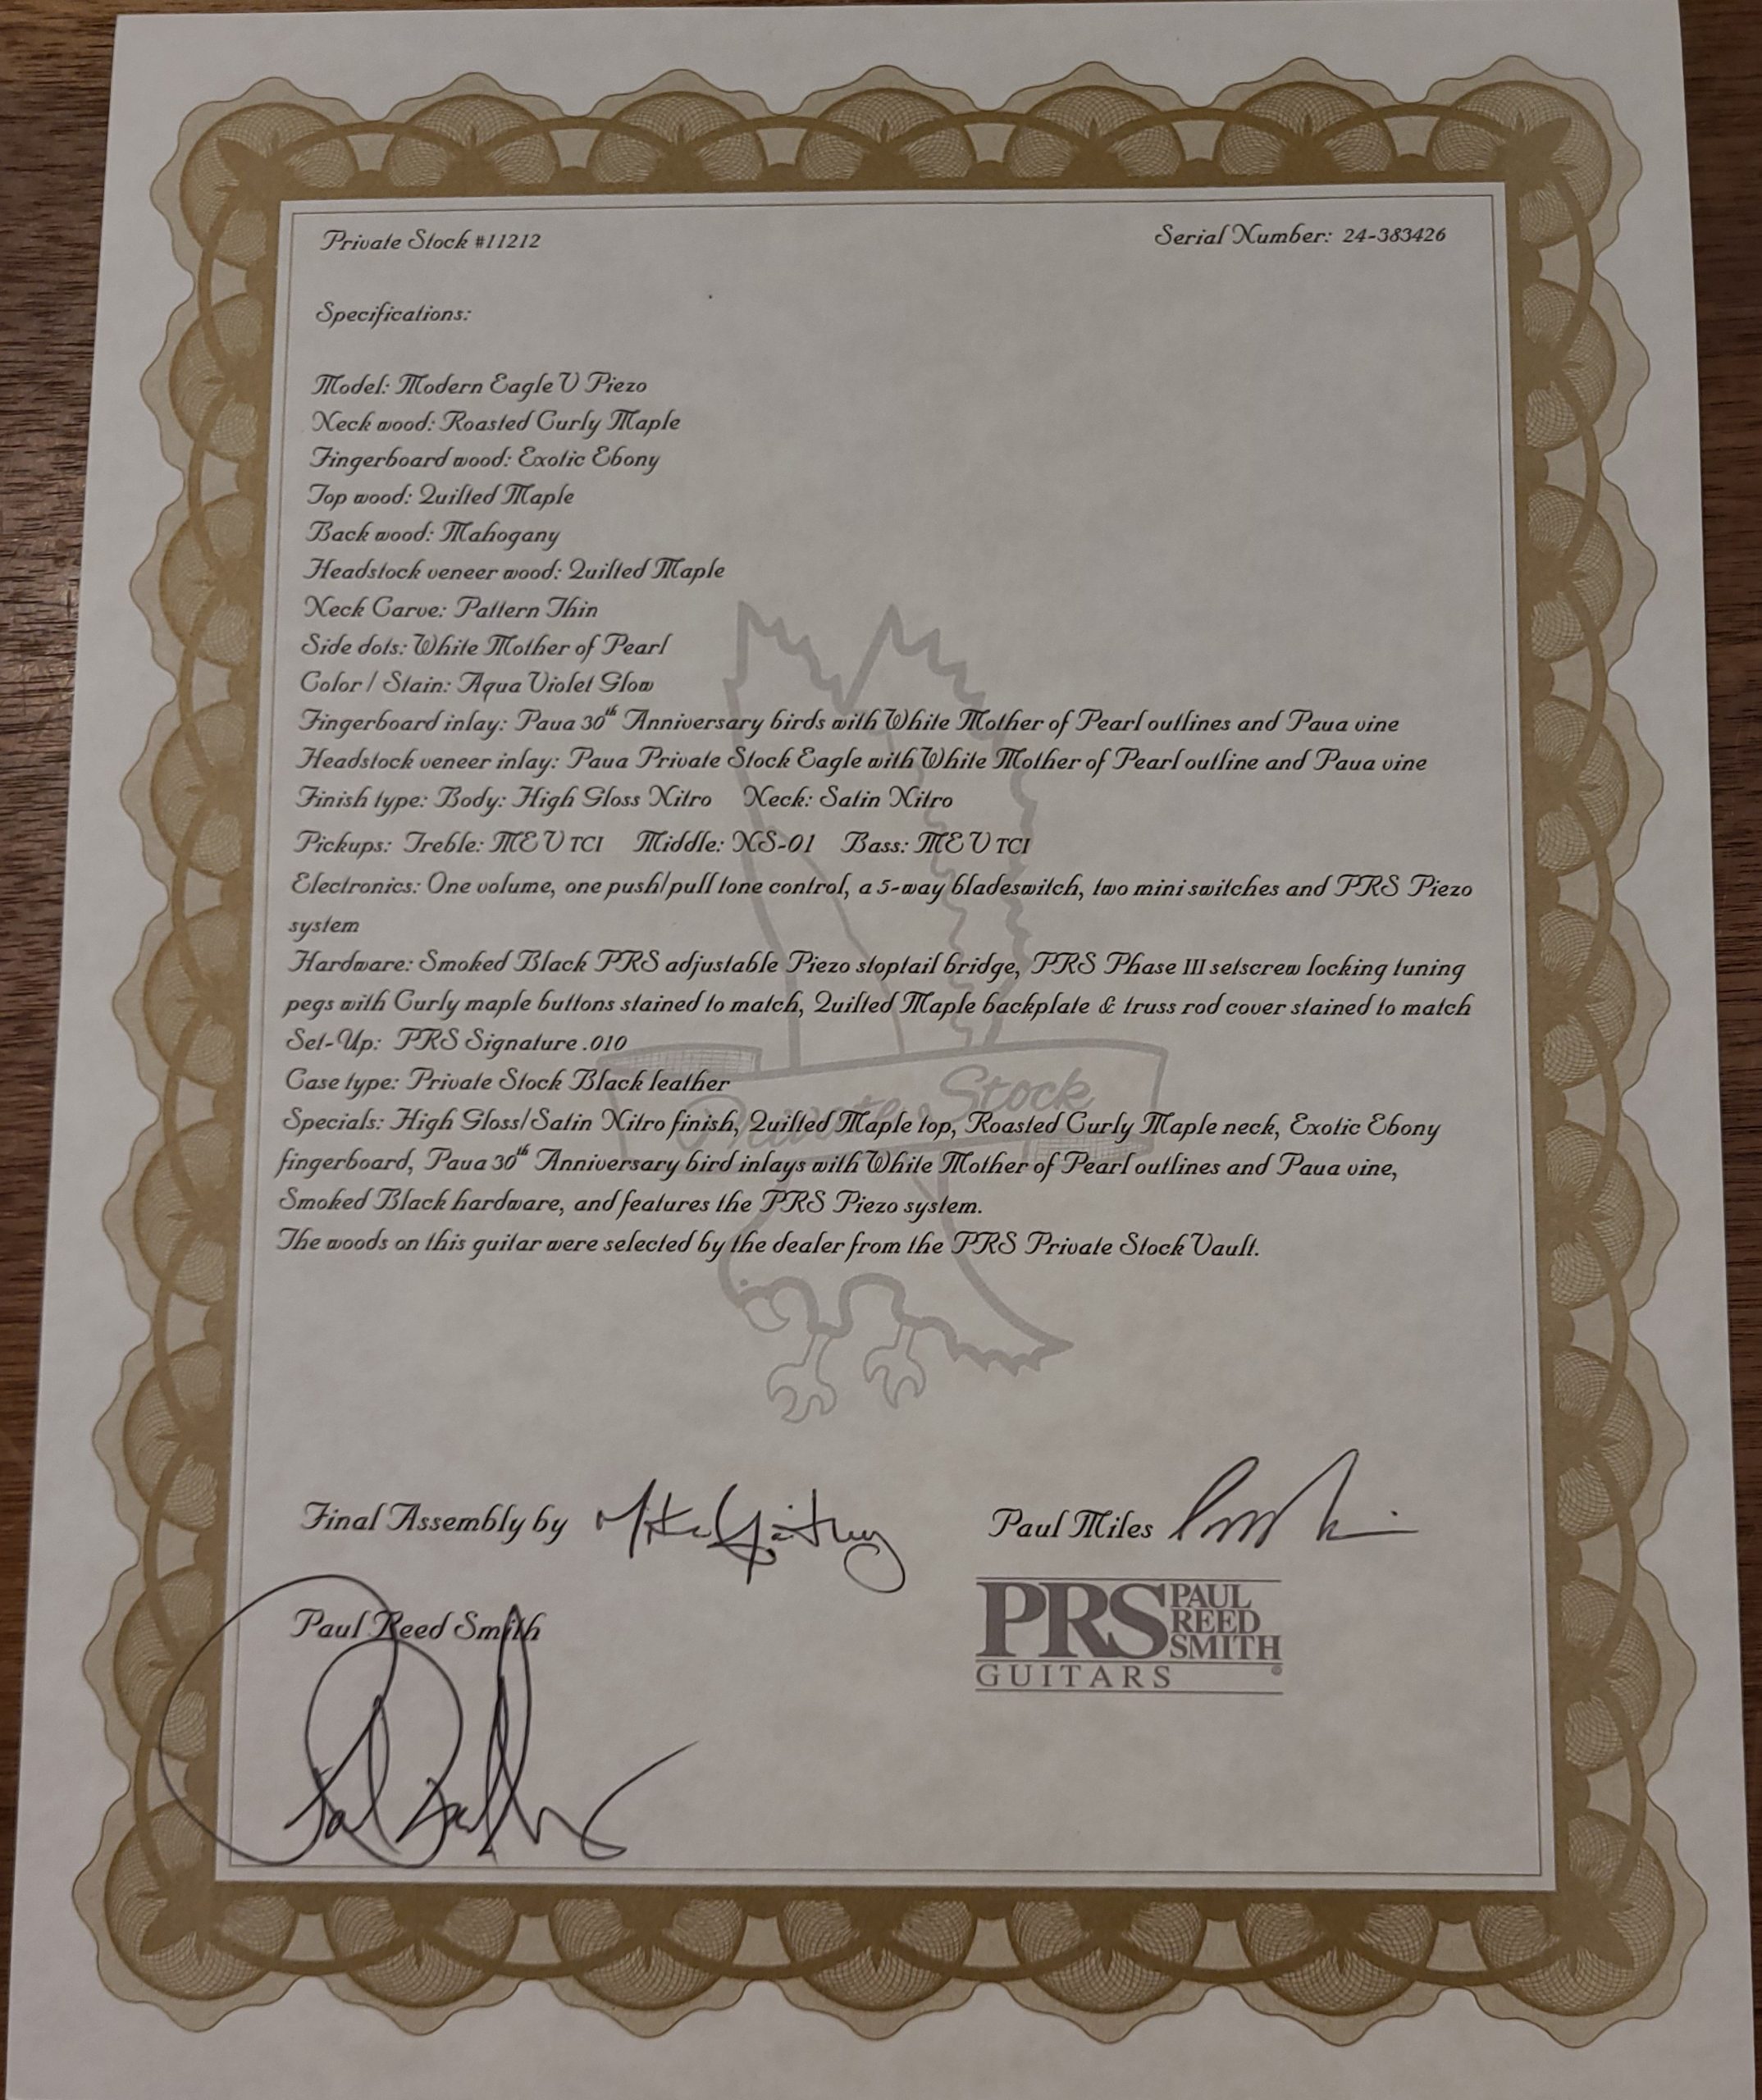 Private Stock #11212
Serial Number: 24-383426
Specifications:
Model: Modern Eagle V Piezo
Neck wood: Roasted Curly Maple
Fingerboard wood: Exotic Ebony
Top wood: Quilted Maple
Back wood: Mahogany
Headstock veneer wood: Quilted Maple
Neck Carve: Pattern Thin
Side dots: White Mother of Pearl
Color / Stain: Aqua Violet Glow
Fingerboard inlay: Paua 30th Anniversary birds with White Mother of Pearl outlines and Paua vine
Headstock veneer inlay: Paua Private Stock Eagle with White Mother of Pearl outline and Paua vine
Finish type: Body: High Gloss Nitro Neck: Satin Nitro
Pickups: Treble: MEV TCI Middle: NS-01 Bass: MEV TCI
Electronics: One volume, one push/pull tone control, a 5-way bladeswitch, two mini switches and PRS Piezo
system
Hardware: Smoked Black PRS adjustable Piezo stoptail bridge, PRS Phase III setscrew locking tuning
pegs with Curly maple buttons stained to match, Quilted Maple backplate & truss rod cover stained to match
Set-Up: PRS Signature .010
Case type: Private Stock Black leather
Private Stock
Specials: High Gloss/Satin Nitro finish, Quilted Maple top, Roasted Curly Maple neck, Exotic Ebony
fingerboard, Paua 30th Anniversary bird inlays with White Mother of Pearl outlines and Paua vine,
Smoked Black hardware, and features the PRS Piezo system.
The woods on this guitar were selected by the dealer from the PRS Private Stock Vault.
Final Assembly by Mike
Paul Miles
Paul Reed Smith
PRS PAUL
REED
SMITH
GUITARS